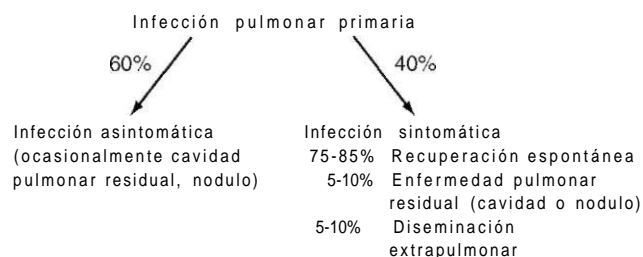 Infección pulmonar primaria
60%
40%
Infección asintomática
(ocasionalmente cavidad
pulmonar residual, nodulo)
Infección sintomática
75-85% Recuperación espontánea
5-10% Enfermedad pulmonar
residual (cavidad o nodulo)
5-10% Diseminación
extrapulmonar